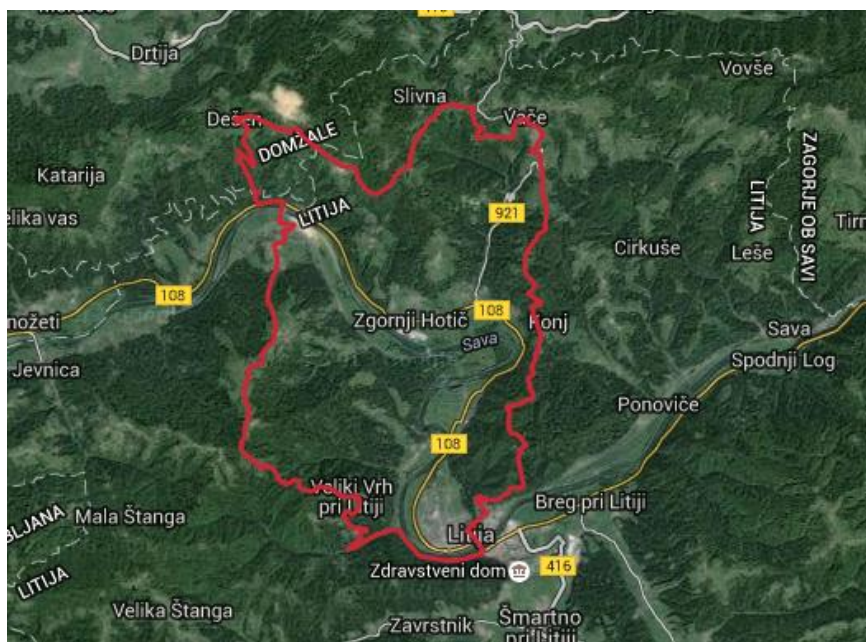 Drtija
Vovše
Slivna
Dešen
Vače
DOMŽALE
ZAGORJE OB SAVI
Katarija
LITIJA
921
LITIJA
elika vas
Cirkuše
Leše
Tirn
108
108
Zgornji Hotič
Konj
Sava
Sava
nožeti
Spodnji Log
Jevnica
Ponoviče
108
Veliki Vrh
pri Litiji
Breg pri Litiji
Mala Štanga
BLJANA
Litija
LITIJA
Zdravstveni dom
416
Velika Štanga
Zavrstnik
Šmartno
pri Litiji